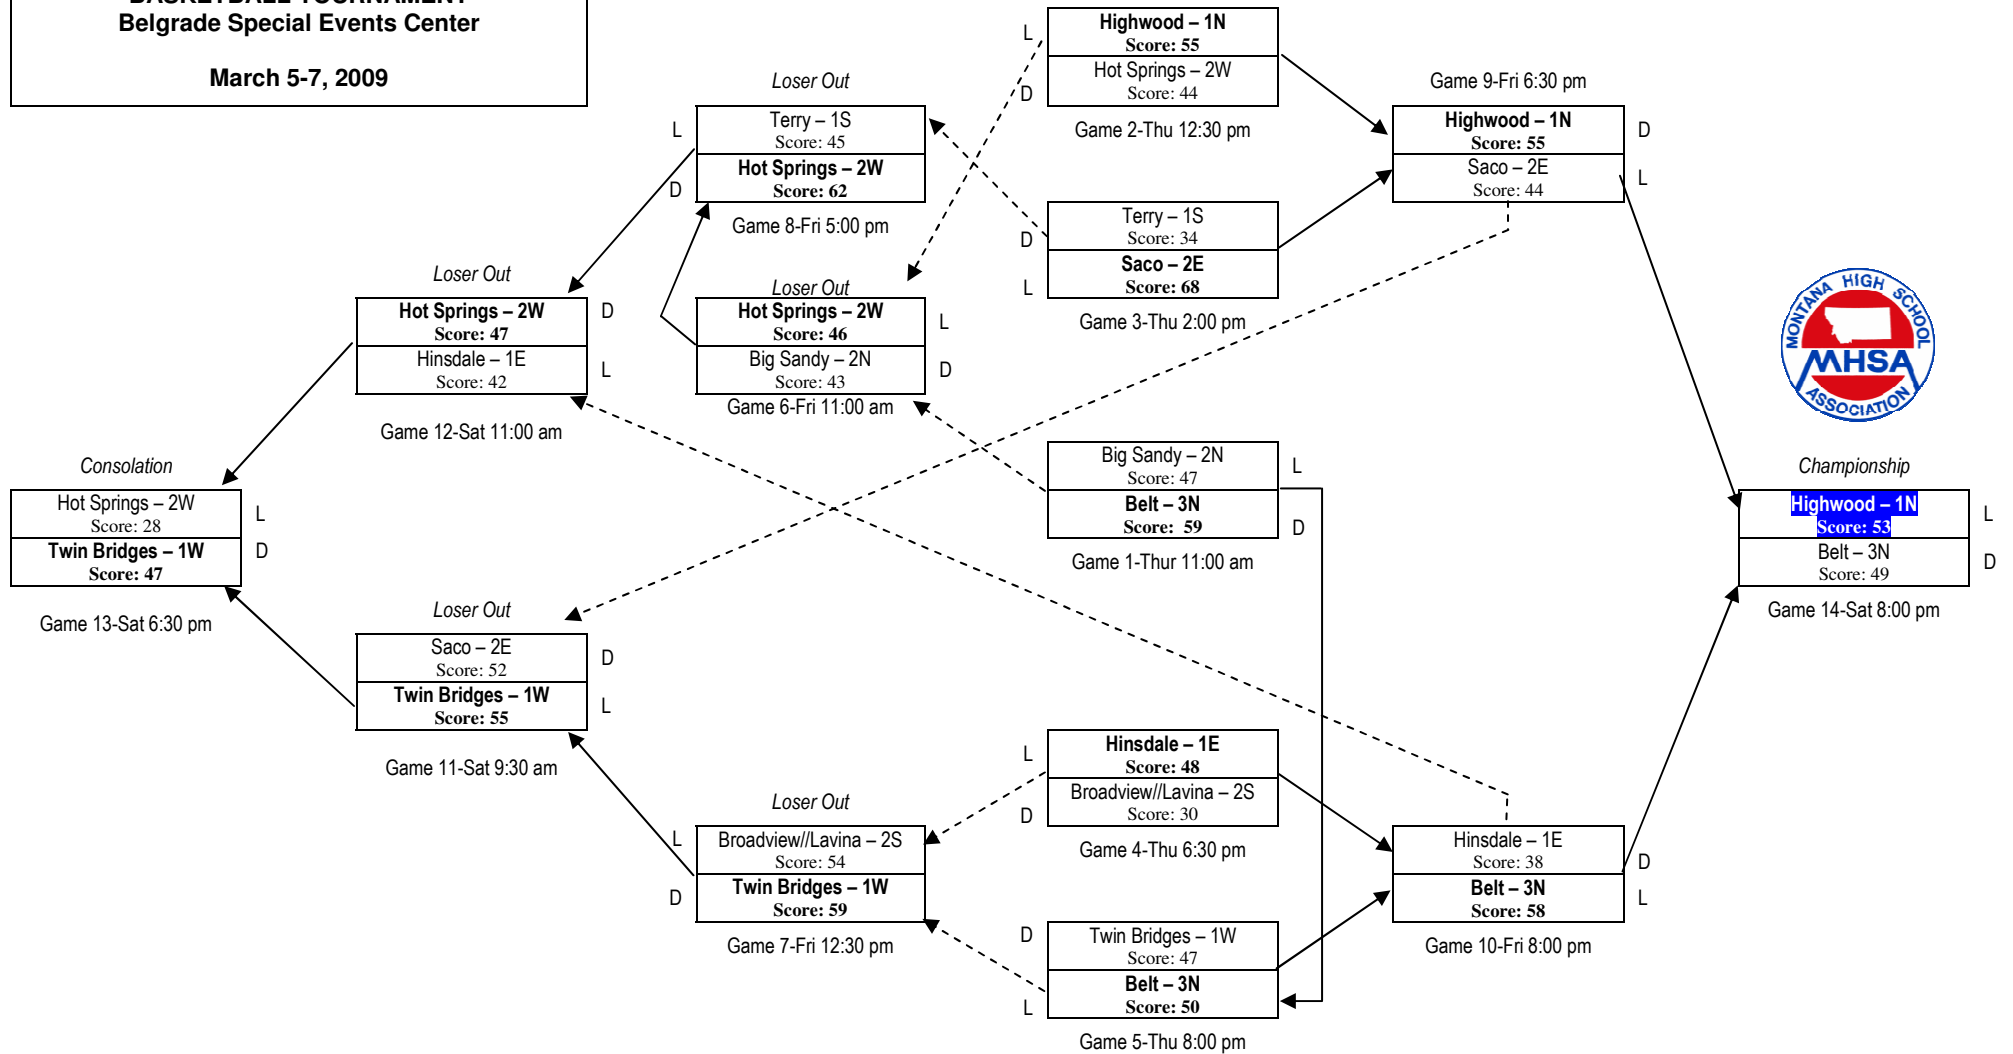 BASKETBALL TOURNAMENT
Belgrade Special Events Center
March 5-7, 2009
Loser Out
L
Terry – 1S
Score: 45
Hot Springs – 2W
Score: 62
D
Game 8-Fri 5:00 pm
L
Highwood – 1N
Score: 55
Hot Springs – 2W
Score: 44
D
Game 2-Thu 12:30 pm
Game 9-Fri 6:30 pm
Highwood – 1N
Score: 55
D
Saco – 2E
Score: 44
L
D
Terry – 1S
Score: 34
Saco – 2E
Score: 68
L
Game 3-Thu 2:00 pm
Loser Out
Hot Springs – 2W
Score: 47
D
Hinsdale – 1E
Score: 42
L
Game 12-Sat 11:00 am
Loser Out
Hot Springs – 2W
Score: 46
L
Big Sandy – 2N
Score: 43
D
Game 6-Fri 11:00 am
MONTANA HIGH SCHOOL
MHSA
ASSOCIATION
Consolation
Hot Springs – 2W
Score: 28
L
Twin Bridges – 1W
Score: 47
D
Game 13-Sat 6:30 pm
Big Sandy – 2N
Score: 47
L
Belt – 3N
Score: 59
D
Game 1-Thur 11:00 am
Championship
Highwood – 1N
Score: 53
L
Belt – 3N
Score: 49
D
Game 14-Sat 8:00 pm
Loser Out
Saco – 2E
Score: 52
D
Twin Bridges – 1W
Score: 55
L
Game 11-Sat 9:30 am
Loser Out
L
Broadview//Lavina – 2S
Score: 54
Twin Bridges – 1W
Score: 59
D
Game 7-Fri 12:30 pm
L
Hinsdale – 1E
Score: 48
Broadview//Lavina – 2S
Score: 30
D
Game 4-Thu 6:30 pm
Hinsdale – 1E
Score: 38
D
Belt – 3N
Score: 58
L
Game 10-Fri 8:00 pm
D
Twin Bridges – 1W
Score: 47
Belt – 3N
Score: 50
L
Game 5-Thu 8:00 pm